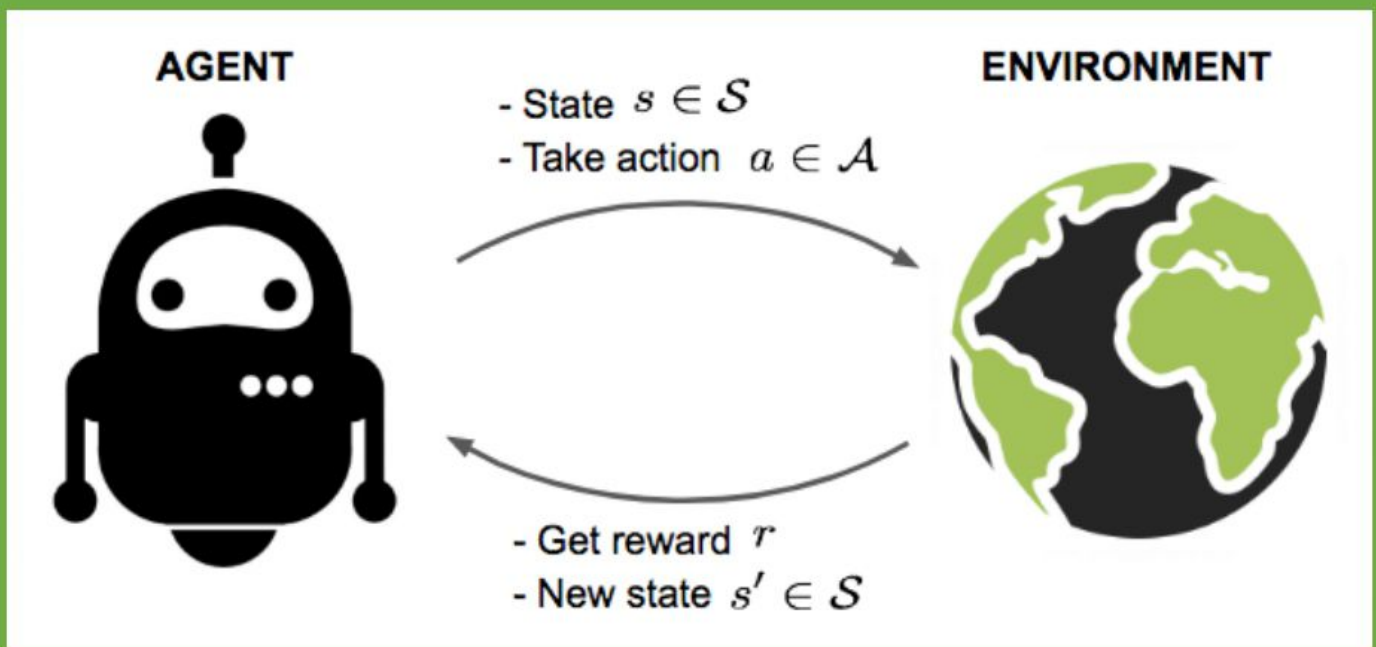 AGENT
ENVIRONMENT
- State s ∈ 𝒮
- Take action a ∈ 𝒜
- Get reward r
- New state s′ ∈ 𝒮